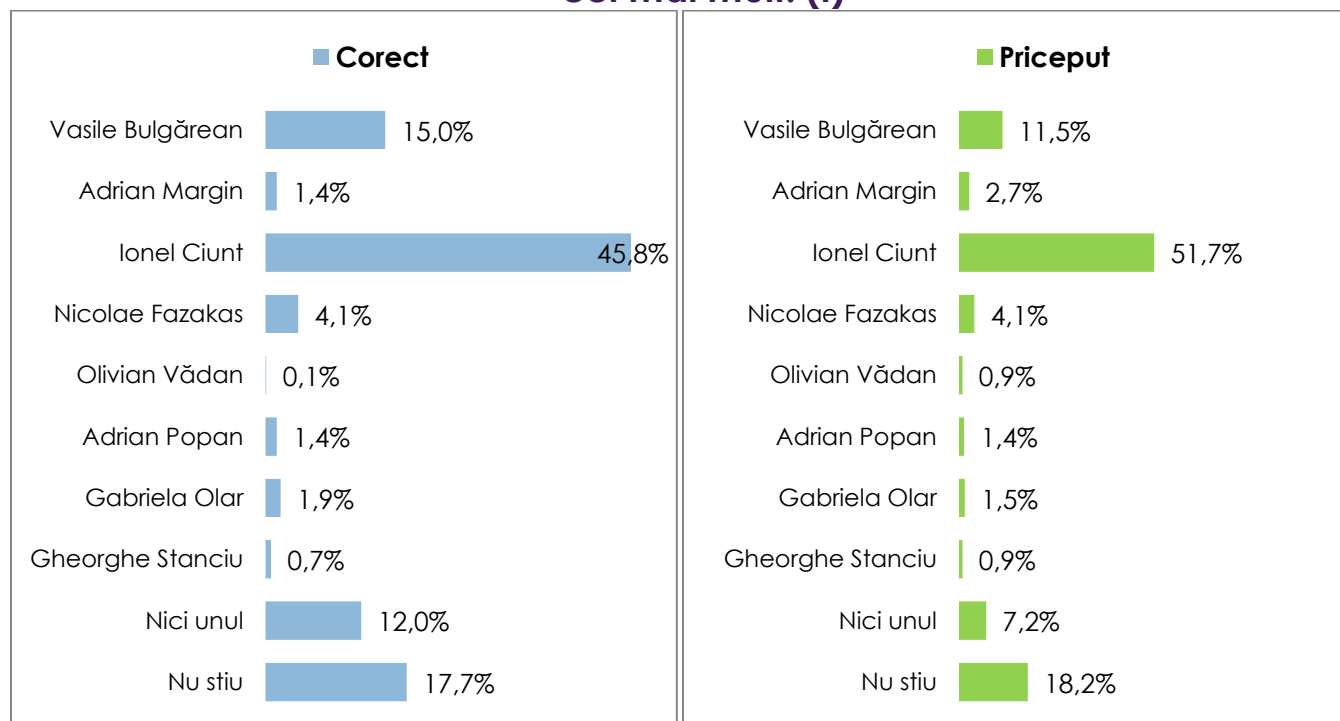 Corect
Vasile Bulgărean 15,0%
Adrian Margin 1,4%
Ionel Ciunt 45,8%
Nicolae Fazakas 4,1%
Olivian Vădan 0,1%
Adrian Popan 1,4%
Gabriela Olar 1,9%
Gheorghe Stanciu 0,7%
Nici unul 12,0%
Nu stiu 17,7%
Priceput
Vasile Bulgărean 11,5%
Adrian Margin 2,7%
Ionel Ciunt 51,7%
Nicolae Fazakas 4,1%
Olivian Vădan 0,9%
Adrian Popan 1,4%
Gabriela Olar 1,5%
Gheorghe Stanciu 0,9%
Nici unul 7,2%
Nu stiu 18,2%